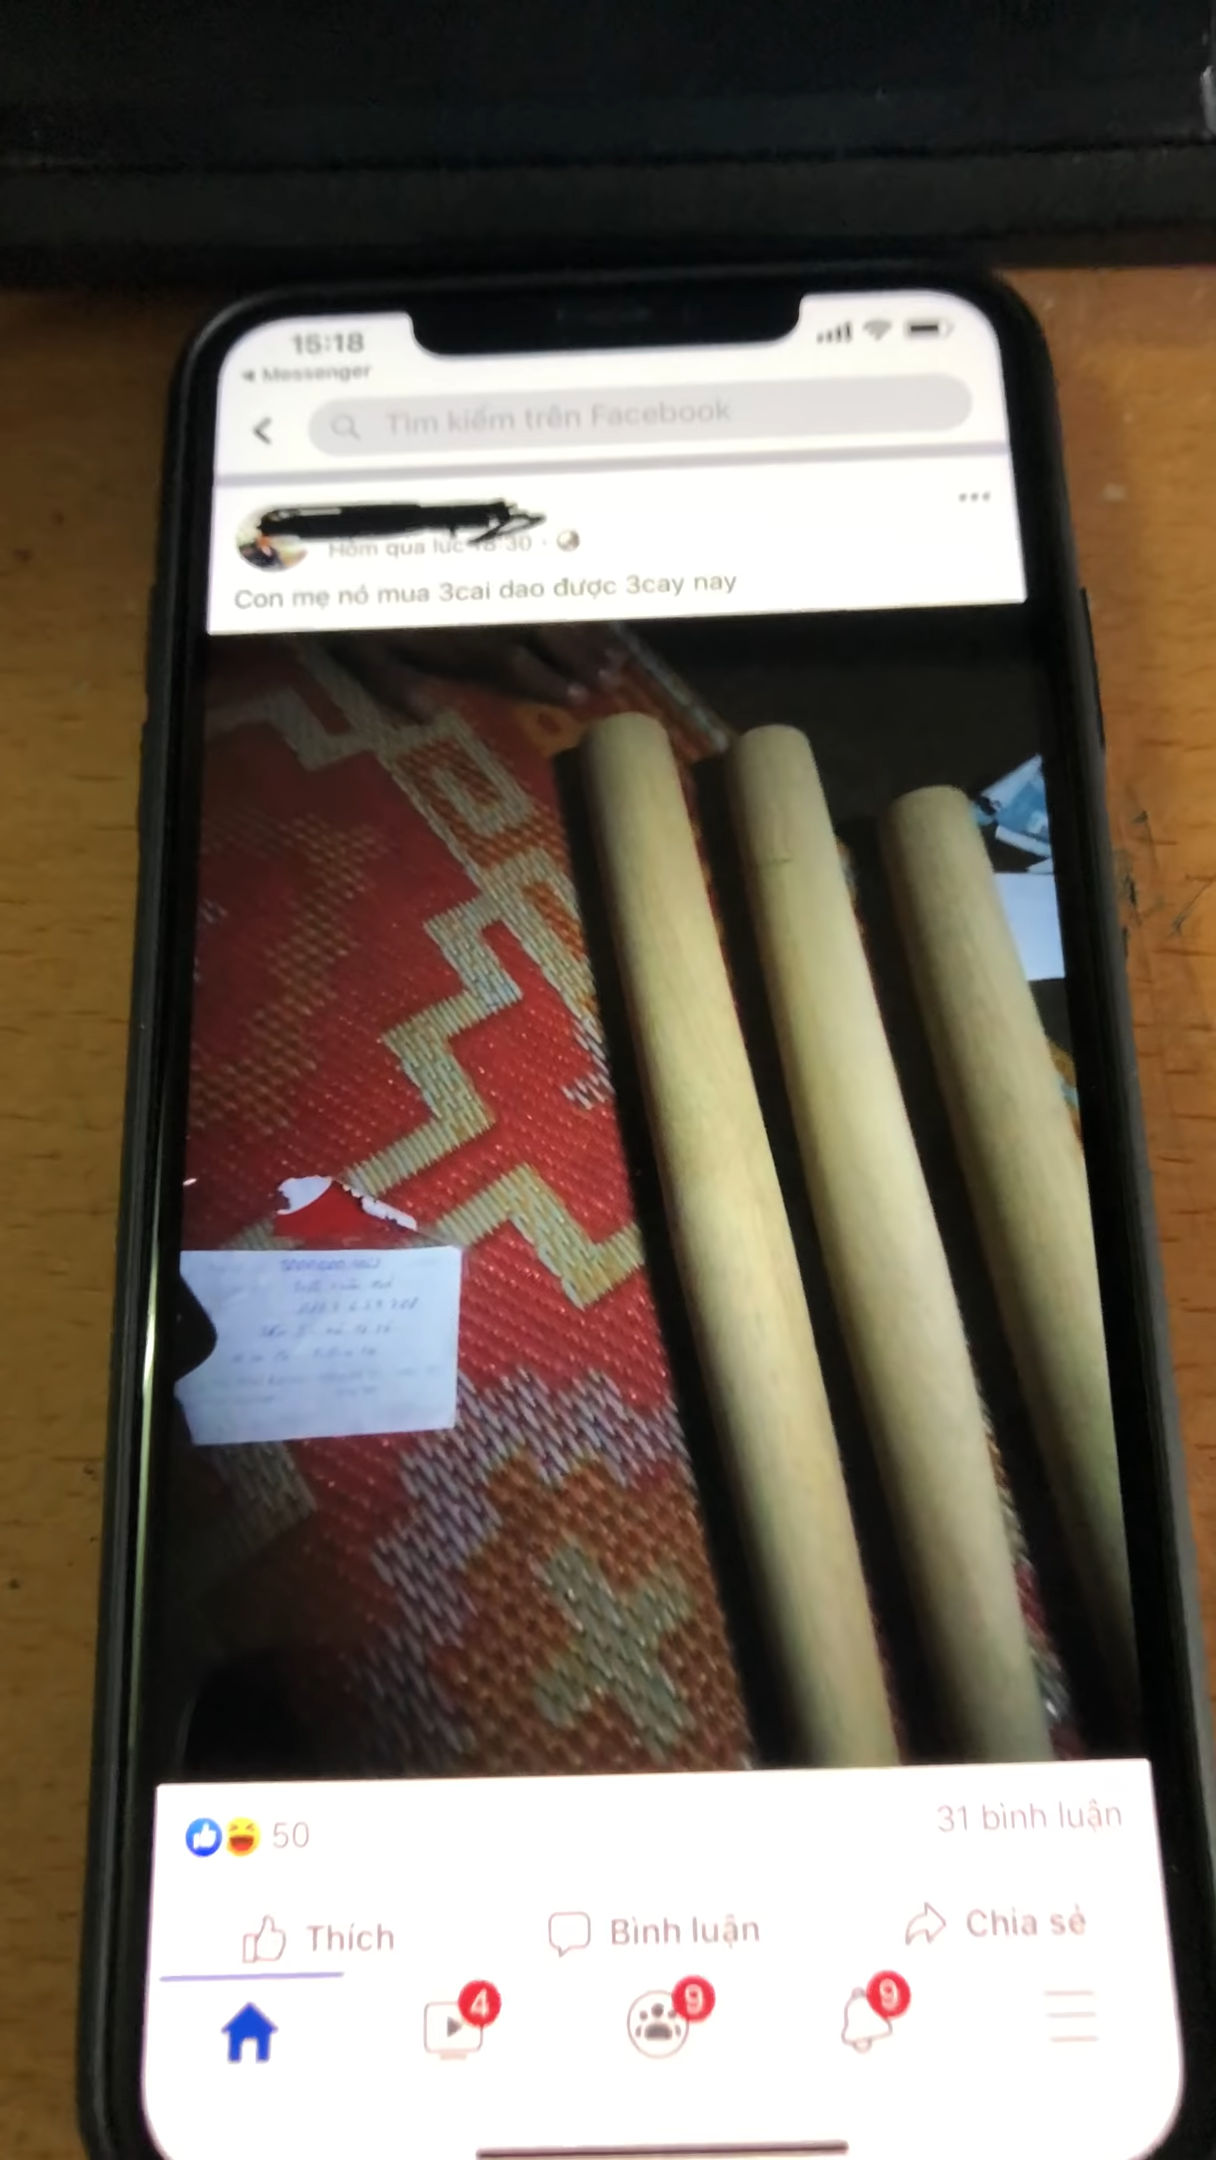 15:18
Messenger
Tìm kiếm trên Facebook
Hôm qua lúc
Con mẹ nó mua 3cai dao được 3cay nay
50
31 bình luận
Thích
Bình luận
Chia sẻ
4
9
9